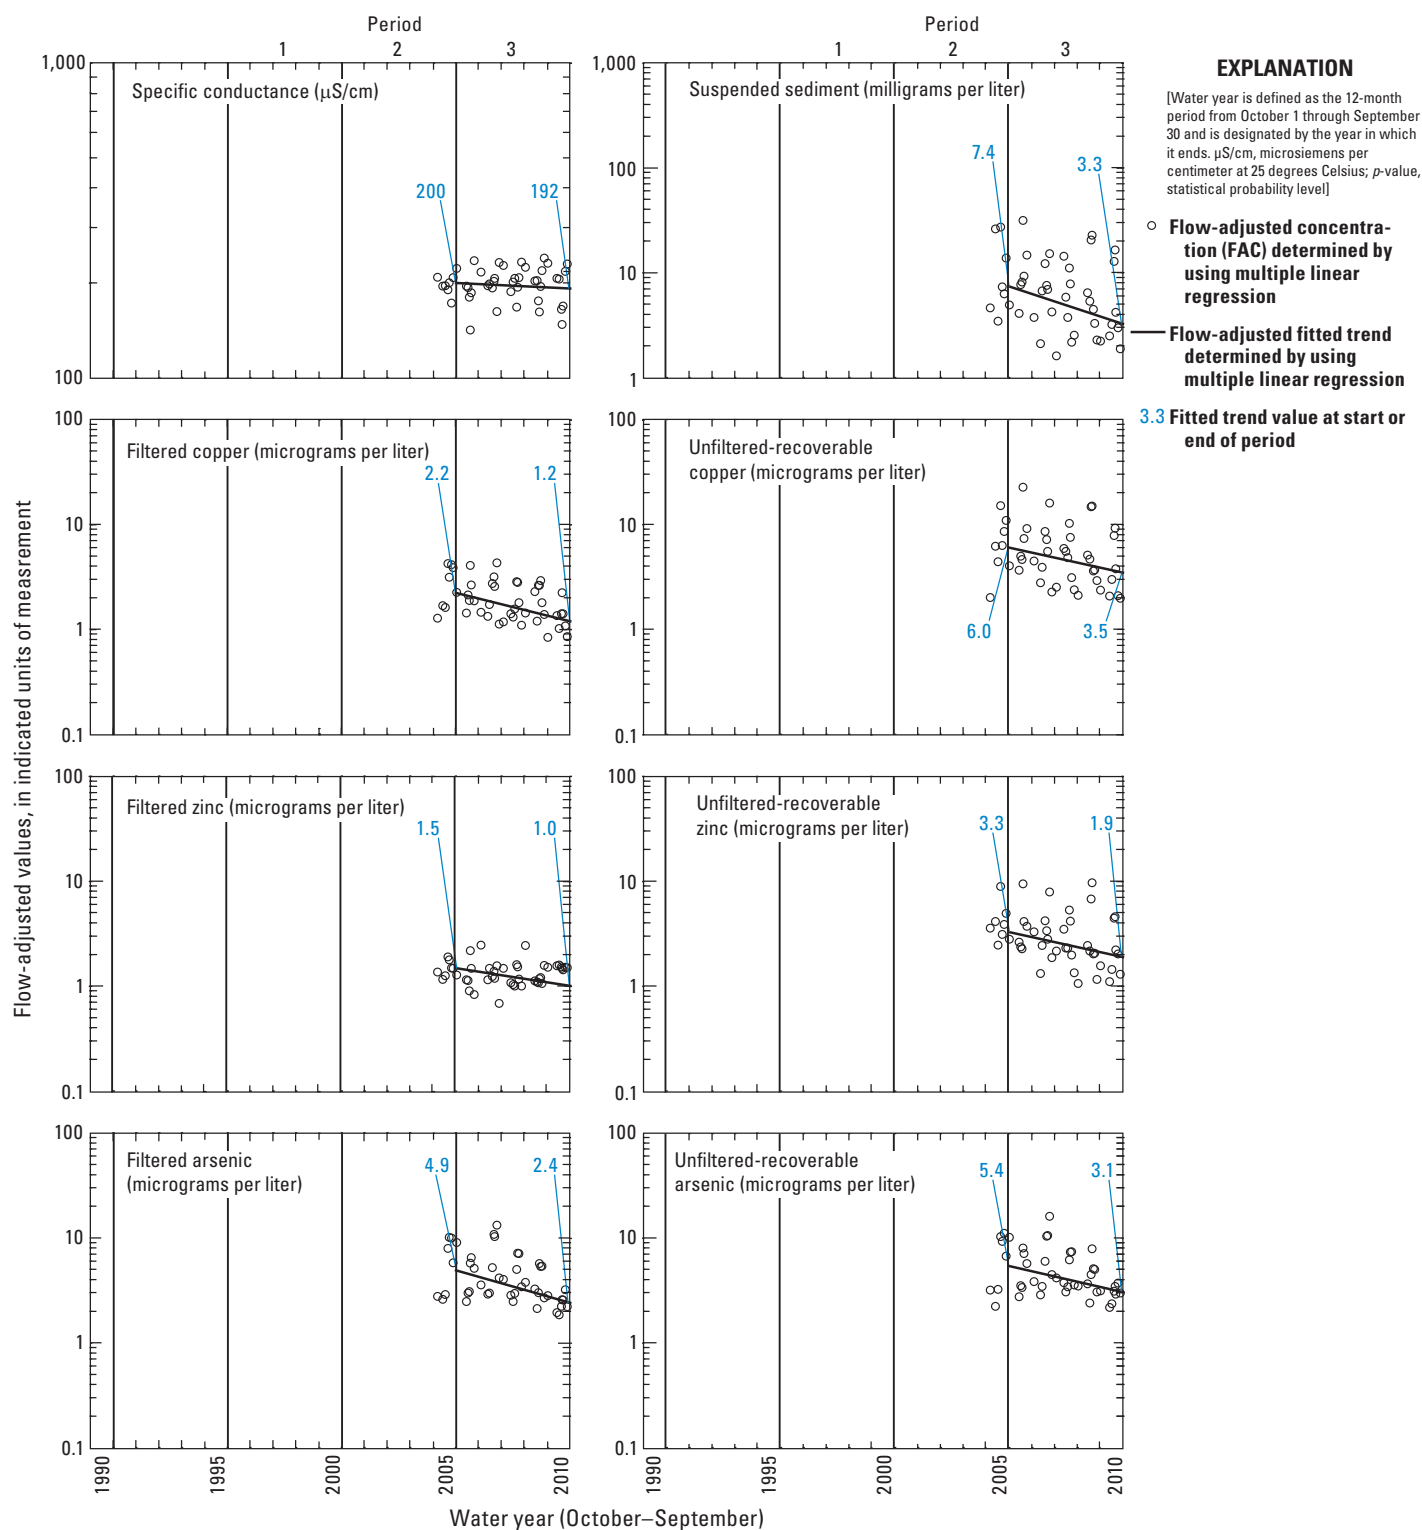 Period
1 2 3
Period
1 2 3
1,000
100
Specific conductance (µS/cm)
200
192
1,000
100
10
1
Suspended sediment (milligrams per liter)
7.4
3.3
100
10
1
0.1
Filtered copper (micrograms per liter)
2.2
1.2
100
10
1
0.1
Unfiltered-recoverable
copper (micrograms per liter)
6.0
3.5
100
10
1
0.1
Filtered zinc (micrograms per liter)
1.5
1.0
100
10
1
0.1
Unfiltered-recoverable
zinc (micrograms per liter)
3.3
1.9
100
10
1
0.1
Filtered arsenic
(micrograms per liter)
4.9
2.4
100
10
1
0.1
Unfiltered-recoverable
arsenic (micrograms per liter)
5.4
3.1
1990 1995 2000 2005 2010
1990 1995 2000 2005 2010
Water year (October–September)
Flow-adjusted values, in indicated units of measrement
EXPLANATION
[Water year is defined as the 12-month
period from October 1 through September
30 and is designated by the year in which
it ends. µS/cm, microsiemens per
centimeter at 25 degrees Celsius; p-value,
statistical probability level]
Flow-adjusted concentra-
tion (FAC) determined by
using multiple linear
regression
Flow-adjusted fitted trend
determined by using
multiple linear regression
3.3 Fitted trend value at start or
end of period